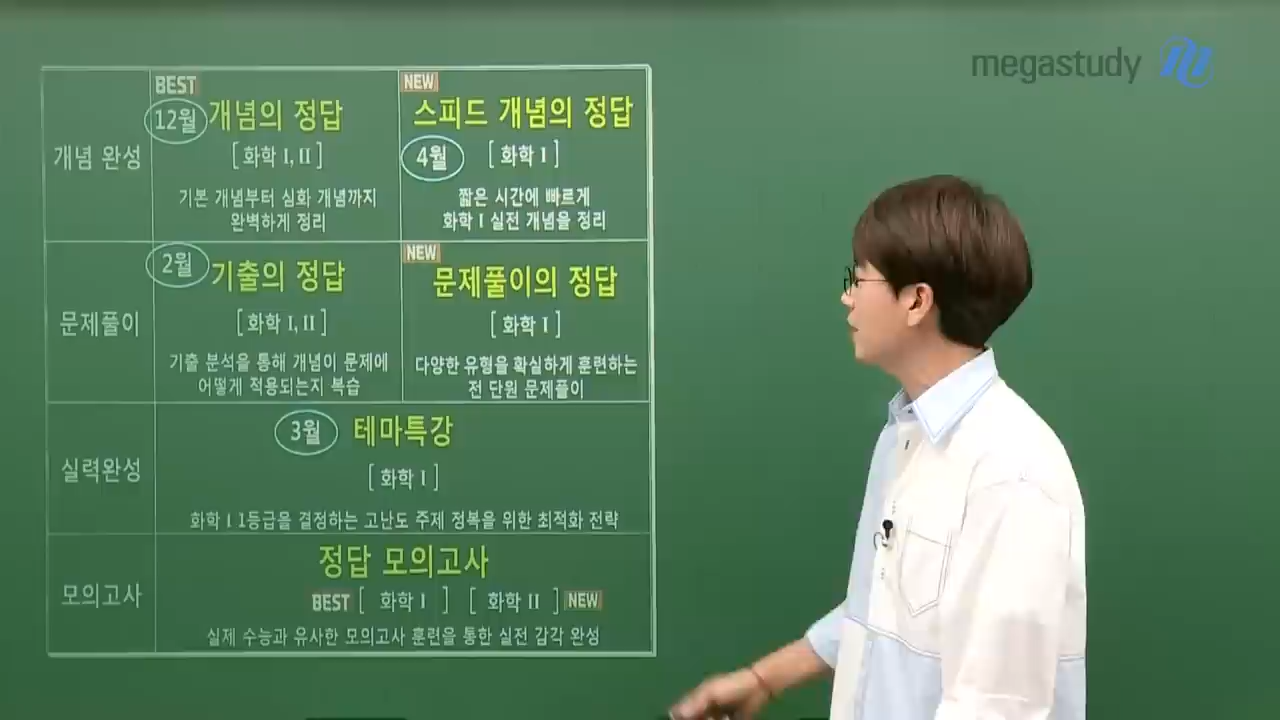 megastudy
개념 완성
BEST
12월 개념의 정답
[화학 I, II]
기본 개념부터 심화 개념까지
완벽하게 정리
NEW
스피드 개념의 정답
4월 [화학 I]
짧은 시간에 빠르게
화학 I 실전 개념을 정리
문제풀이
2월 기출의 정답
[화학 I, II]
기출 분석을 통해 개념이 문제에
어떻게 적용되는지 복습
NEW
문제풀이의 정답
[화학 I]
다양한 유형을 확실하게 훈련하는
전 단원 문제풀이
실력완성
3월 테마특강
[화학 I]
화학 I 1등급을 결정하는 고난도 주제 정복을 위한 최적화 전략
모의고사
정답 모의고사
BEST [화학 I] [화학 II] NEW
실제 수능과 유사한 모의고사 훈련을 통한 실전 감각 완성